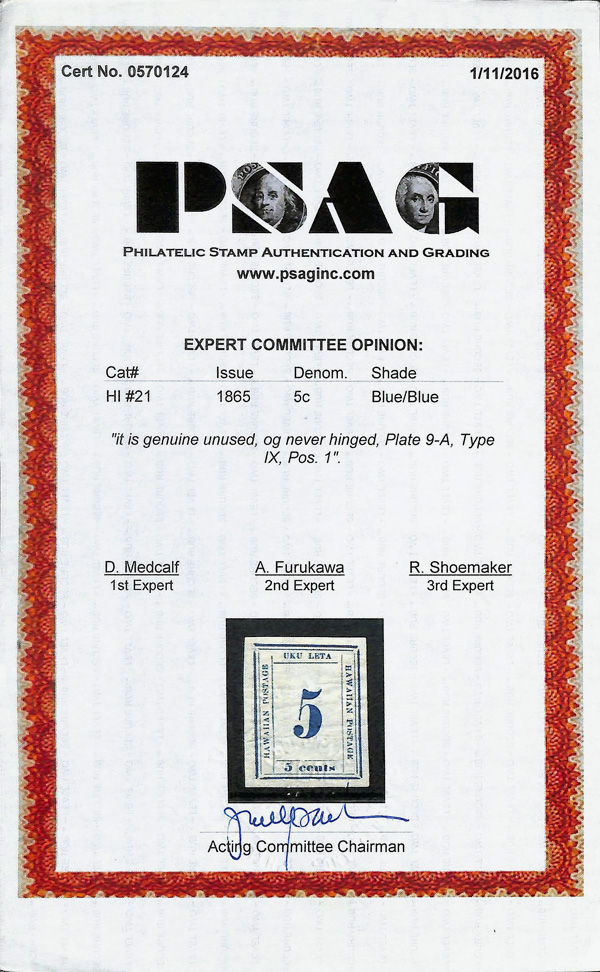 Cert No. 0570124 1/11/2016
PSAG
PHILATELIC STAMP AUTHENTICATION AND GRADING
www.psaginc.com
EXPERT COMMITTEE OPINION:
Cat# Issue Denom. Shade
HI #21 1865 5c Blue/Blue
"it is genuine unused, og never hinged, Plate 9-A, Type
IX, Pos. 1".
D. Medcalf A. Furukawa R. Shoemaker
1st Expert 2nd Expert 3rd Expert
UKU LETA
HAWAIIAN POSTAGE
5
HAWAIIAN POSTAGE
5 cents
Acting Committee Chairman